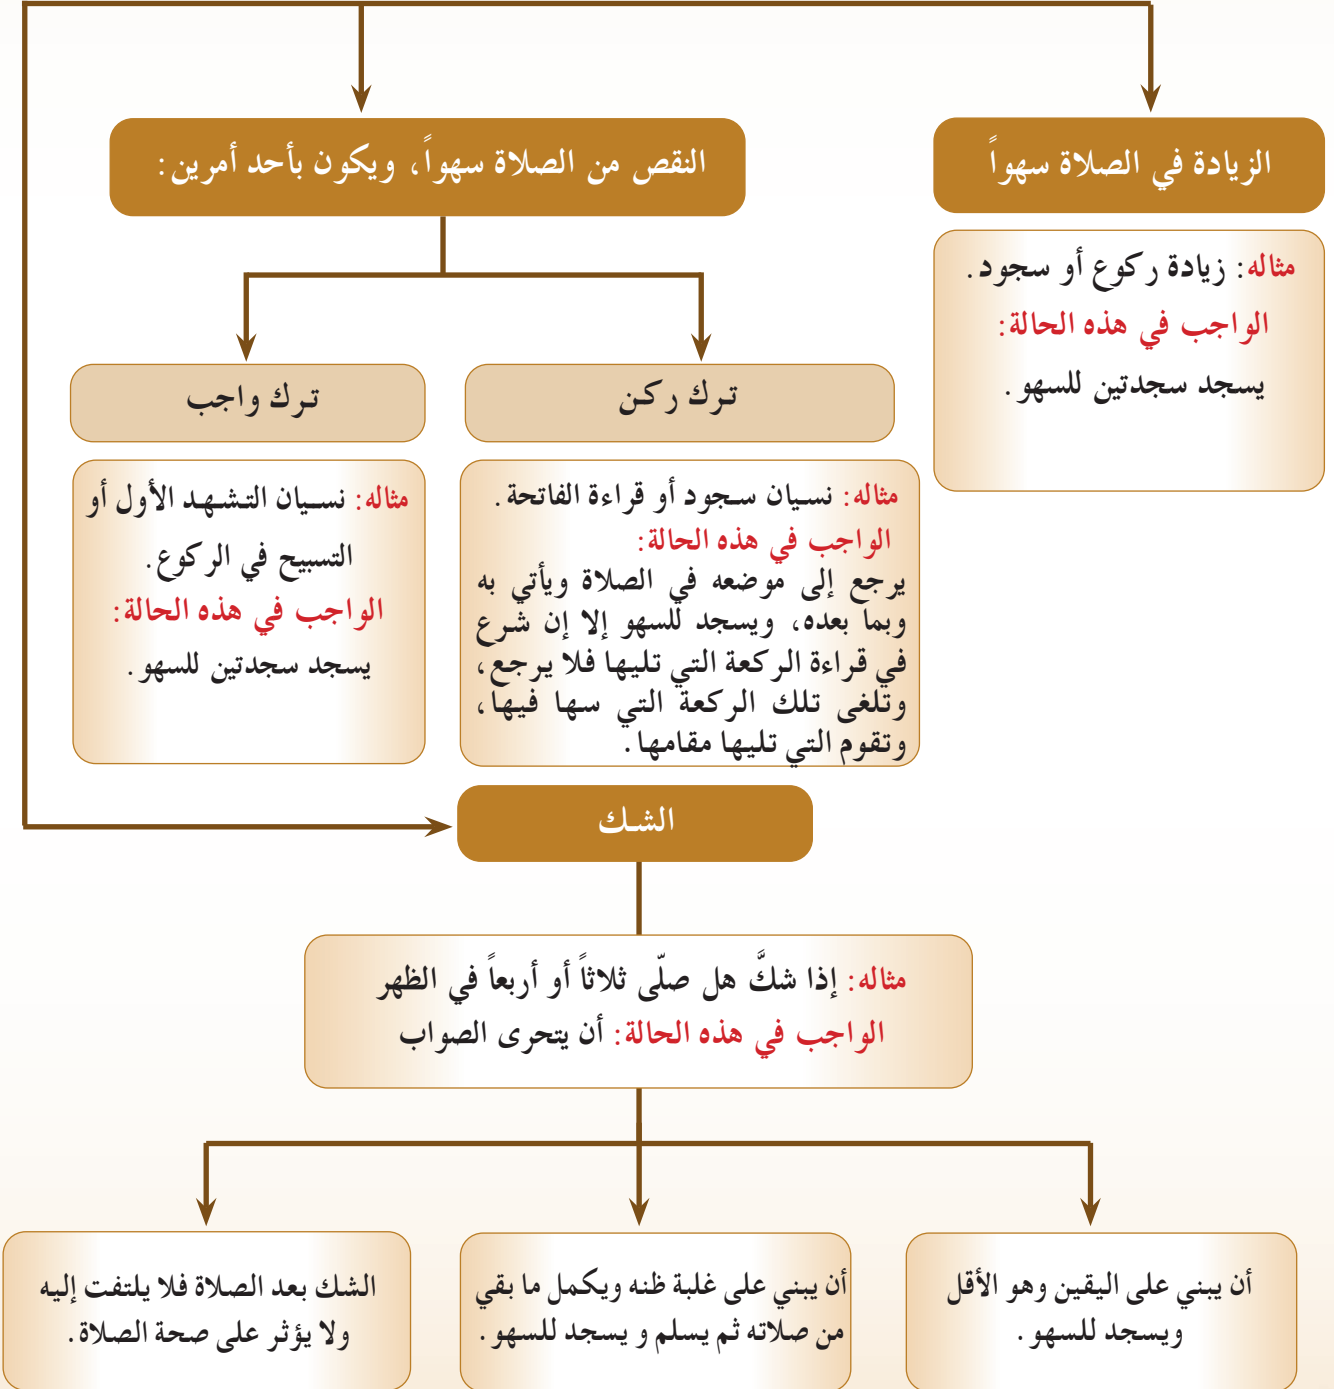 الزيادة في الصلاة سهواً
مثاله: زيادة ركوع أو سجود.
الواجب في هذه الحالة:
يسجد سجدتين للسهو.
النقص من الصلاة سهواً، ويكون بأحد أمرين:
ترك ركن
مثاله: نسيان سجود أو قراءة الفاتحة.
الواجب في هذه الحالة:
يرجع إلى موضعه في الصلاة ويأتي به
وبما بعده، ويسجد للسهو إلا إن شرع
في قراءة الركعة التي تليها فلا يرجع،
وتلغى تلك الركعة التي سها فيها،
وتقوم التي تليها مقامها.
ترك واجب
مثاله: نسيان التشهد الأول أو
التسبيح في الركوع.
الواجب في هذه الحالة:
يسجد سجدتين للسهو.
الشك
مثاله: إذا شكَّ هل صلّى ثلاثاً أو أربعاً في الظهر
الواجب في هذه الحالة: أن يتحرى الصواب
أن يبني على اليقين وهو الأقل
ويسجد للسهو.
أن يبني على غلبة ظنه ويكمل ما بقي
من صلاته ثم يسلم و يسجد للسهو.
الشك بعد الصلاة فلا يلتفت إليه
ولا يؤثر على صحة الصلاة.